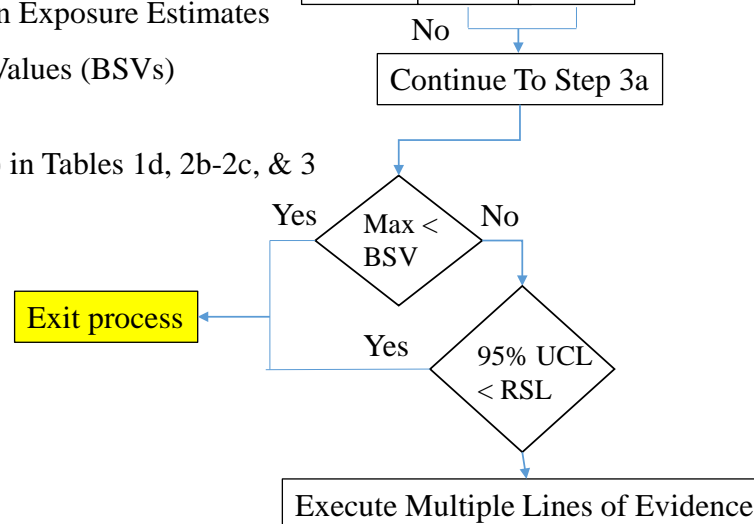 n Exposure Estimates
No
Values (BSVs)
Continue To Step 3a
in Tables 1d, 2b-2c, & 3
Yes
No
Max <
BSV
Exit process
Yes
95% UCL
< RSL
Execute Multiple Lines of Evidence